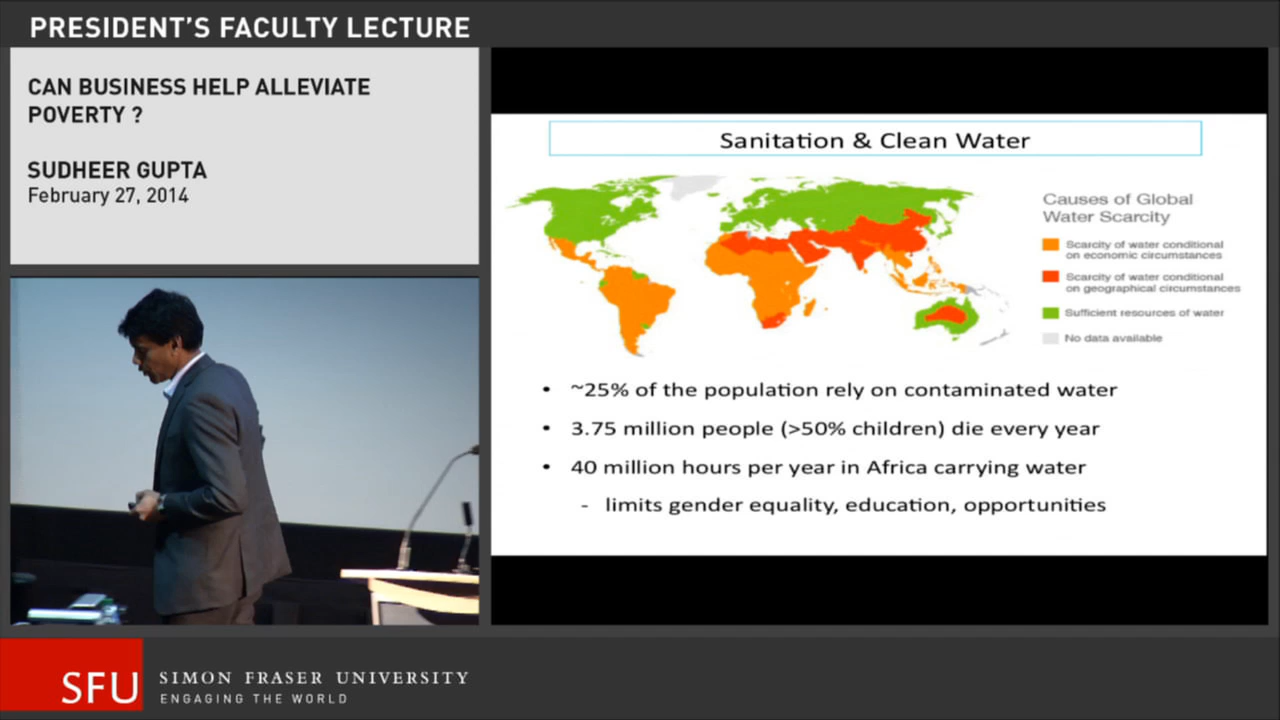 PRESIDENT'S FACULTY LECTURE
CAN BUSINESS HELP ALLEVIATE
POVERTY ?
SUDHEER GUPTA
February 27, 2014
Sanitation & Clean Water
Causes of Global
Water Scarcity
Scarcity of water conditional
on economic circumstances
Scarcity of water conditional
on geographical circumstances
Sufficient resources of water
No data available
• ~25% of the population rely on contaminated water
• 3.75 million people (>50% children) die every year
• 40 million hours per year in Africa carrying water
- limits gender equality, education, opportunities
SFU
SIMON FRASER UNIVERSITY
ENGAGING THE WORLD